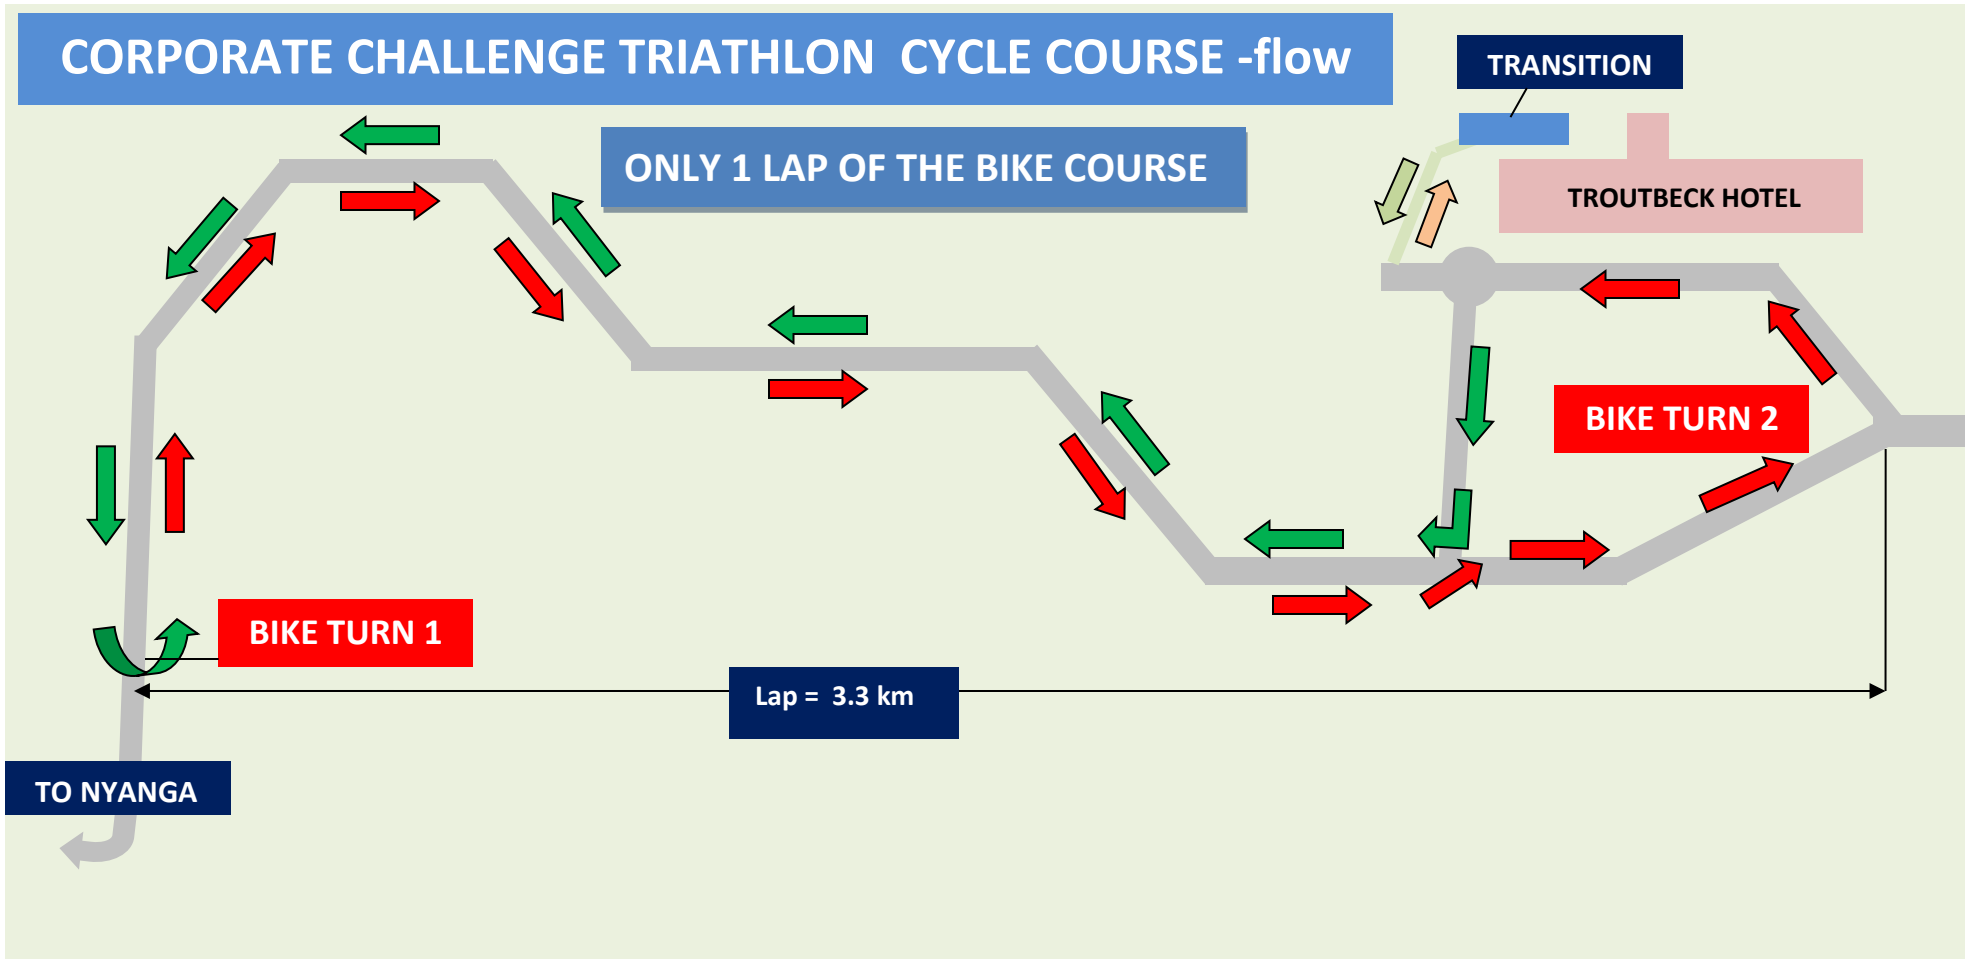 CORPORATE CHALLENGE TRIATHLON  CYCLE COURSE -flow
TRANSITION
ONLY 1 LAP OF THE BIKE COURSE
TROUTBECK HOTEL
BIKE TURN 2
BIKE TURN 1
Lap =  3.3 km
TO NYANGA